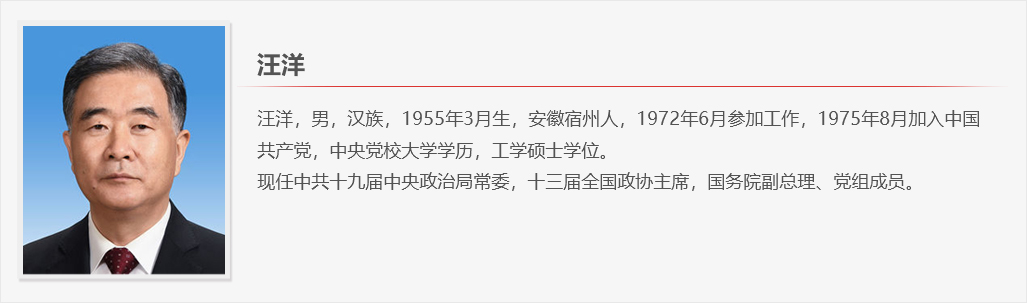 汪洋
汪洋，男，汉族，1955年3月生，安徽宿州人，1972年6月参加工作，1975年8月加入中国
共产党，中央党校大学学历，工学硕士学位。
现任中共十九届中央政治局常委，十三届全国政协主席，国务院副总理、党组成员。